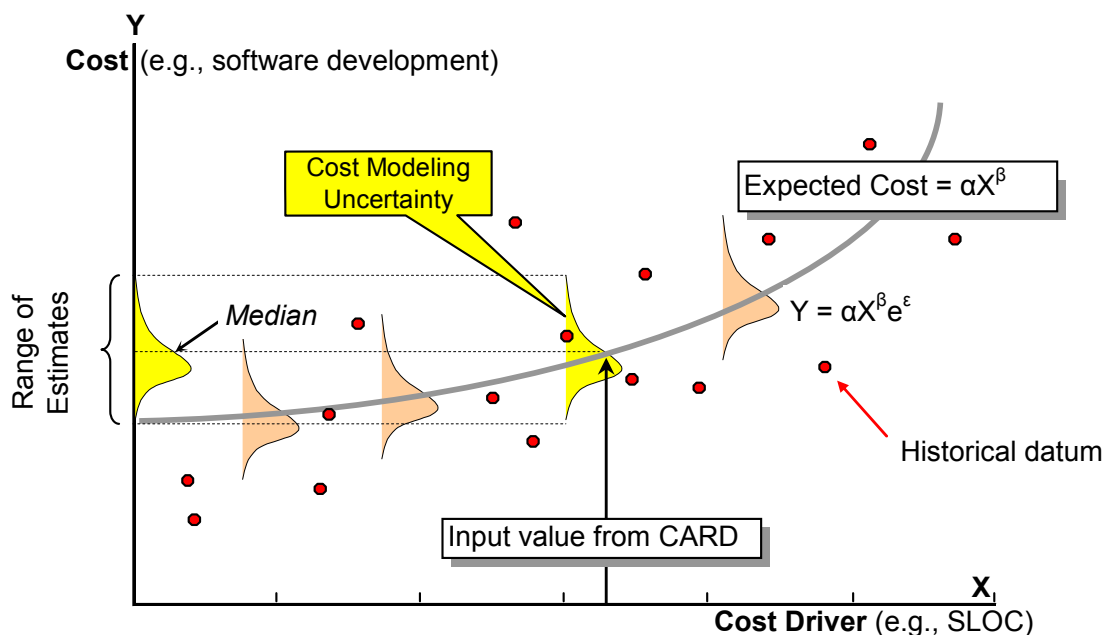 Y
Cost (e.g., software development)
Cost Modeling
Uncertainty
Expected Cost = αX^β
Range of
Estimates
Median
Y = αX^βe^ε
Historical datum
Input value from CARD
X
Cost Driver (e.g., SLOC)